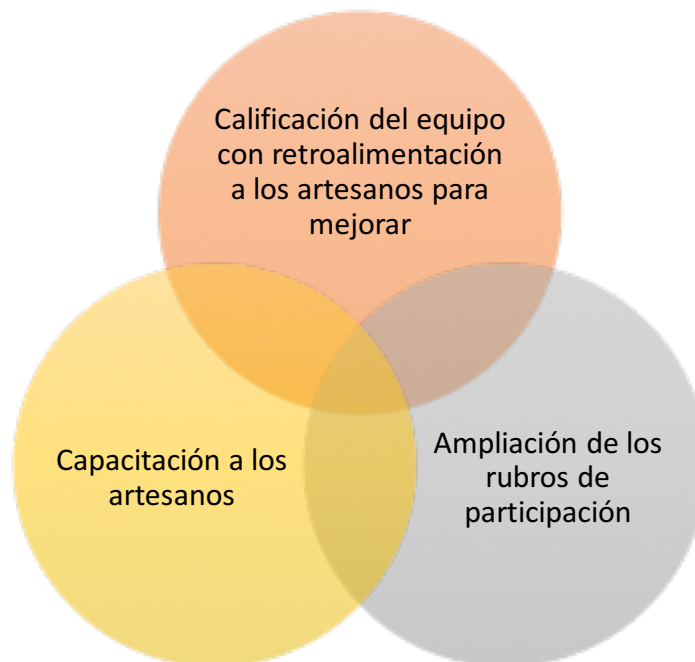 Calificación del equipo
con retroalimentación
a los artesanos para
mejorar
Capacitación a los
artesanos
Ampliación de los
rubros de
participación